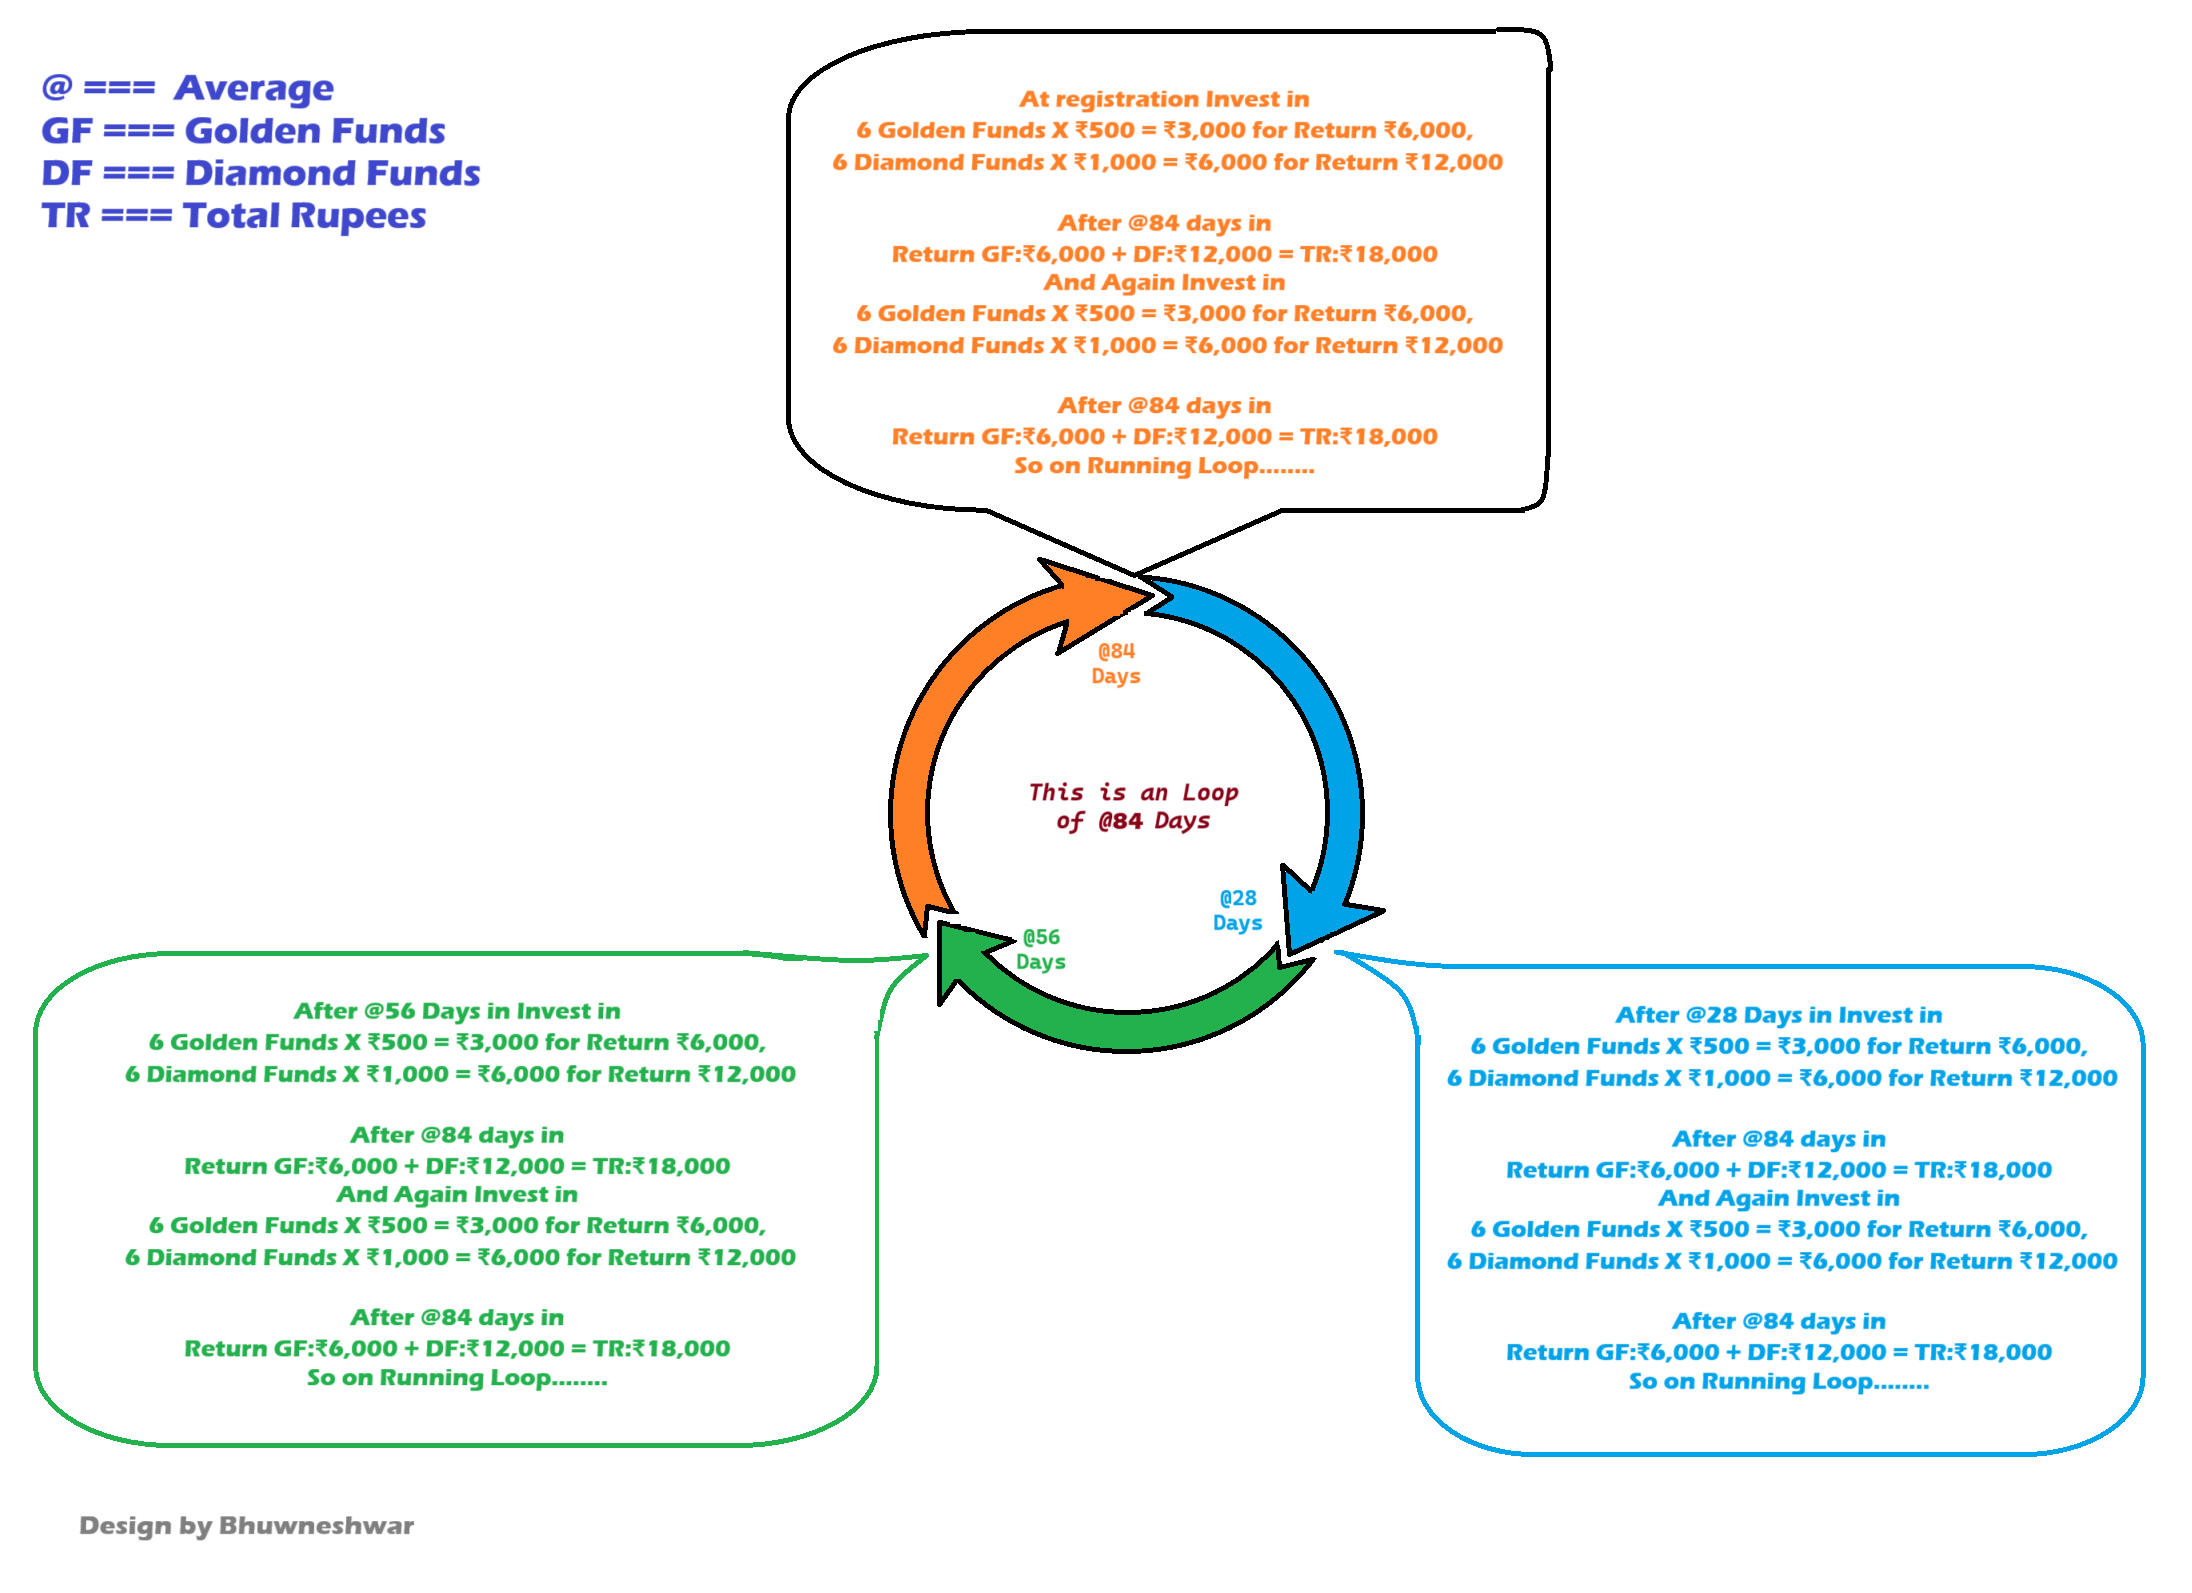 @ ===  Average
GF === Golden Funds
DF === Diamond Funds
TR === Total Rupees
At registration Invest in
6 Golden Funds X ₹500 = ₹3,000 for Return ₹6,000,
6 Diamond Funds X ₹1,000 = ₹6,000 for Return ₹12,000
After @84 days in
Return GF:₹6,000 + DF:₹12,000 = TR:₹18,000
And Again Invest in
6 Golden Funds X ₹500 = ₹3,000 for Return ₹6,000,
6 Diamond Funds X ₹1,000 = ₹6,000 for Return ₹12,000
After @84 days in
Return GF:₹6,000 + DF:₹12,000 = TR:₹18,000
So on Running Loop........
@84
Days
This is an Loop
of @84 Days
@28
Days
@56
Days
After @56 Days in Invest in
6 Golden Funds X ₹500 = ₹3,000 for Return ₹6,000,
6 Diamond Funds X ₹1,000 = ₹6,000 for Return ₹12,000
After @84 days in
Return GF:₹6,000 + DF:₹12,000 = TR:₹18,000
And Again Invest in
6 Golden Funds X ₹500 = ₹3,000 for Return ₹6,000,
6 Diamond Funds X ₹1,000 = ₹6,000 for Return ₹12,000
After @84 days in
Return GF:₹6,000 + DF:₹12,000 = TR:₹18,000
So on Running Loop........
After @28 Days in Invest in
6 Golden Funds X ₹500 = ₹3,000 for Return ₹6,000,
6 Diamond Funds X ₹1,000 = ₹6,000 for Return ₹12,000
After @84 days in
Return GF:₹6,000 + DF:₹12,000 = TR:₹18,000
And Again Invest in
6 Golden Funds X ₹500 = ₹3,000 for Return ₹6,000,
6 Diamond Funds X ₹1,000 = ₹6,000 for Return ₹12,000
After @84 days in
Return GF:₹6,000 + DF:₹12,000 = TR:₹18,000
So on Running Loop........
Design by Bhuwneshwar